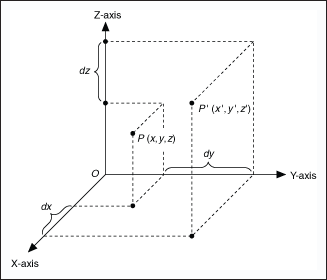 Z-axis
dz
P' (x', y', z')
P (x, y, z)
dy
O
Y-axis
dx
X-axis